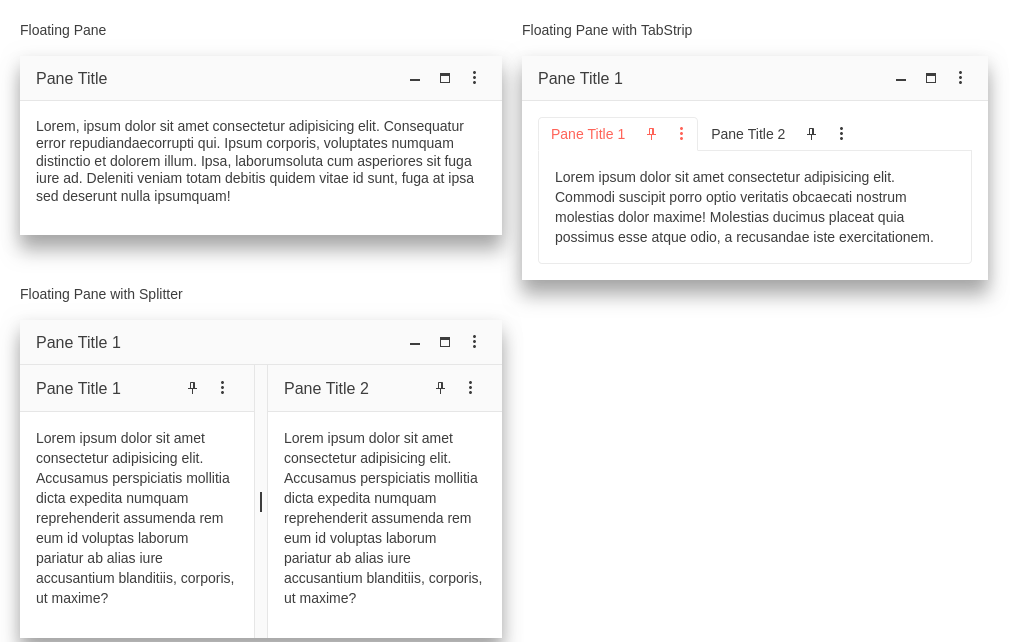 Floating Pane
Pane Title
Lorem, ipsum dolor sit amet consectetur adipisicing elit. Consequatur
error repudiandaecorrupti qui. Ipsum corporis, voluptates numquam
distinctio et dolorem illum. Ipsa, laborumsoluta cum asperiores sit fuga
iure ad. Deleniti veniam totam debitis quidem vitae id sunt, fuga at ipsa
sed deserunt nulla ipsumquam!
Floating Pane with TabStrip
Pane Title 1
Pane Title 1 Pane Title 2
Lorem ipsum dolor sit amet consectetur adipisicing elit.
Commodi suscipit porro optio veritatis obcaecati nostrum
molestias dolor maxime! Molestias ducimus placeat quia
possimus esse atque odio, a recusandae iste exercitationem.
Floating Pane with Splitter
Pane Title 1
Pane Title 1
Lorem ipsum dolor sit amet
consectetur adipisicing elit.
Accusamus perspiciatis mollitia
dicta expedita numquam
reprehenderit assumenda rem
eum id voluptas laborum
pariatur ab alias iure
accusantium blanditiis, corporis,
ut maxime?
Pane Title 2
Lorem ipsum dolor sit amet
consectetur adipisicing elit.
Accusamus perspiciatis mollitia
dicta expedita numquam
reprehenderit assumenda rem
eum id voluptas laborum
pariatur ab alias iure
accusantium blanditiis, corporis,
ut maxime?